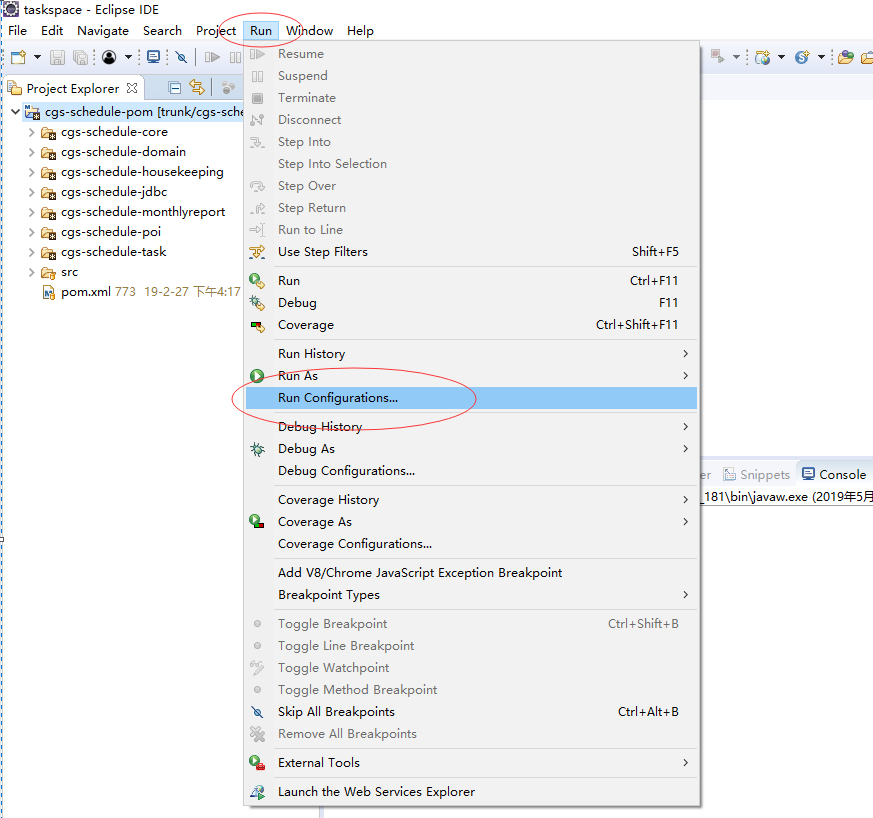 taskspace - Eclipse IDE
File Edit Navigate Search Project Run Window Help
Project Explorer
cgs-schedule-pom [trunk/cgs-sche
cgs-schedule-core
cgs-schedule-domain
cgs-schedule-housekeeping
cgs-schedule-jdbc
cgs-schedule-monthlyreport
cgs-schedule-poi
cgs-schedule-task
src
pom.xml 773 19-2-27 下午4:17
Resume
Suspend
Terminate
Disconnect
Step Into
Step Into Selection
Step Over
Step Return
Run to Line
Use Step Filters Shift+F5
Run Ctrl+F11
Debug F11
Coverage Ctrl+Shift+F11
Run History
Run As
Run Configurations...
Debug History
Debug As
Debug Configurations...
Coverage History
Coverage As
Coverage Configurations...
Add V8/Chrome JavaScript Exception Breakpoint
Breakpoint Types
Toggle Breakpoint Ctrl+Shift+B
Toggle Line Breakpoint
Toggle Watchpoint
Toggle Method Breakpoint
Skip All Breakpoints Ctrl+Alt+B
Remove All Breakpoints
External Tools
Launch the Web Services Explorer
er Snippets Console
_181\bin\javaw.exe (2019年5月